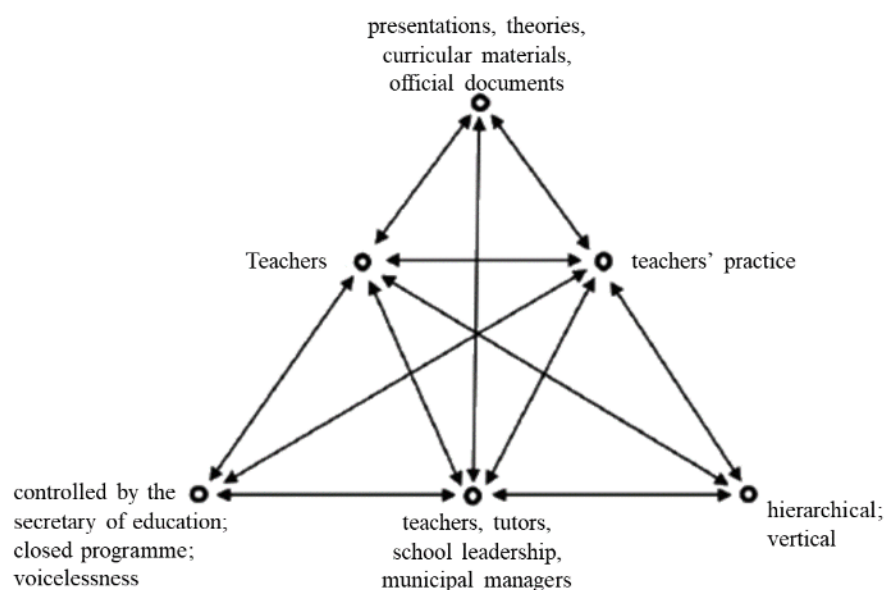 presentations, theories,
curricular materials,
official documents
Teachers
teachers’ practice
controlled by the
secretary of education;
closed programme;
voicelessness
teachers, tutors,
school leadership,
municipal managers
hierarchical;
vertical